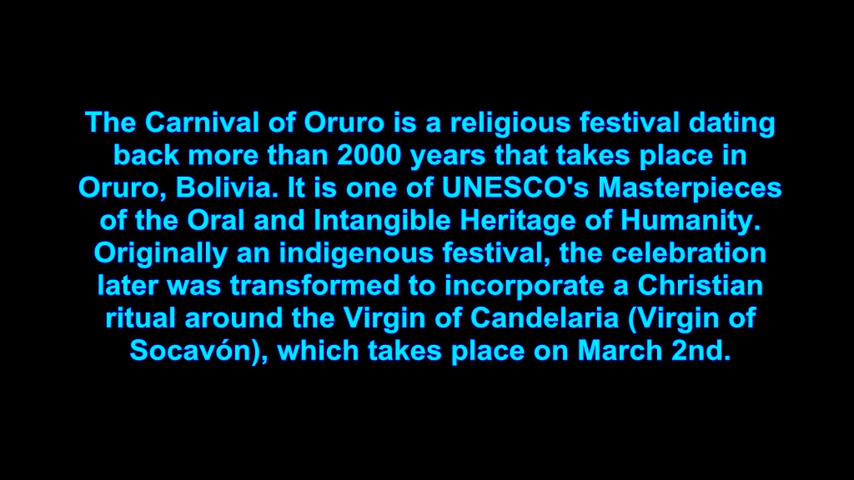 The Carnival of Oruro is a religious festival dating
back more than 2000 years that takes place in
Oruro, Bolivia. It is one of UNESCO's Masterpieces
of the Oral and Intangible Heritage of Humanity.
Originally an indigenous festival, the celebration
later was transformed to incorporate a Christian
ritual around the Virgin of Candelaria (Virgin of
Socavón), which takes place on March 2nd.